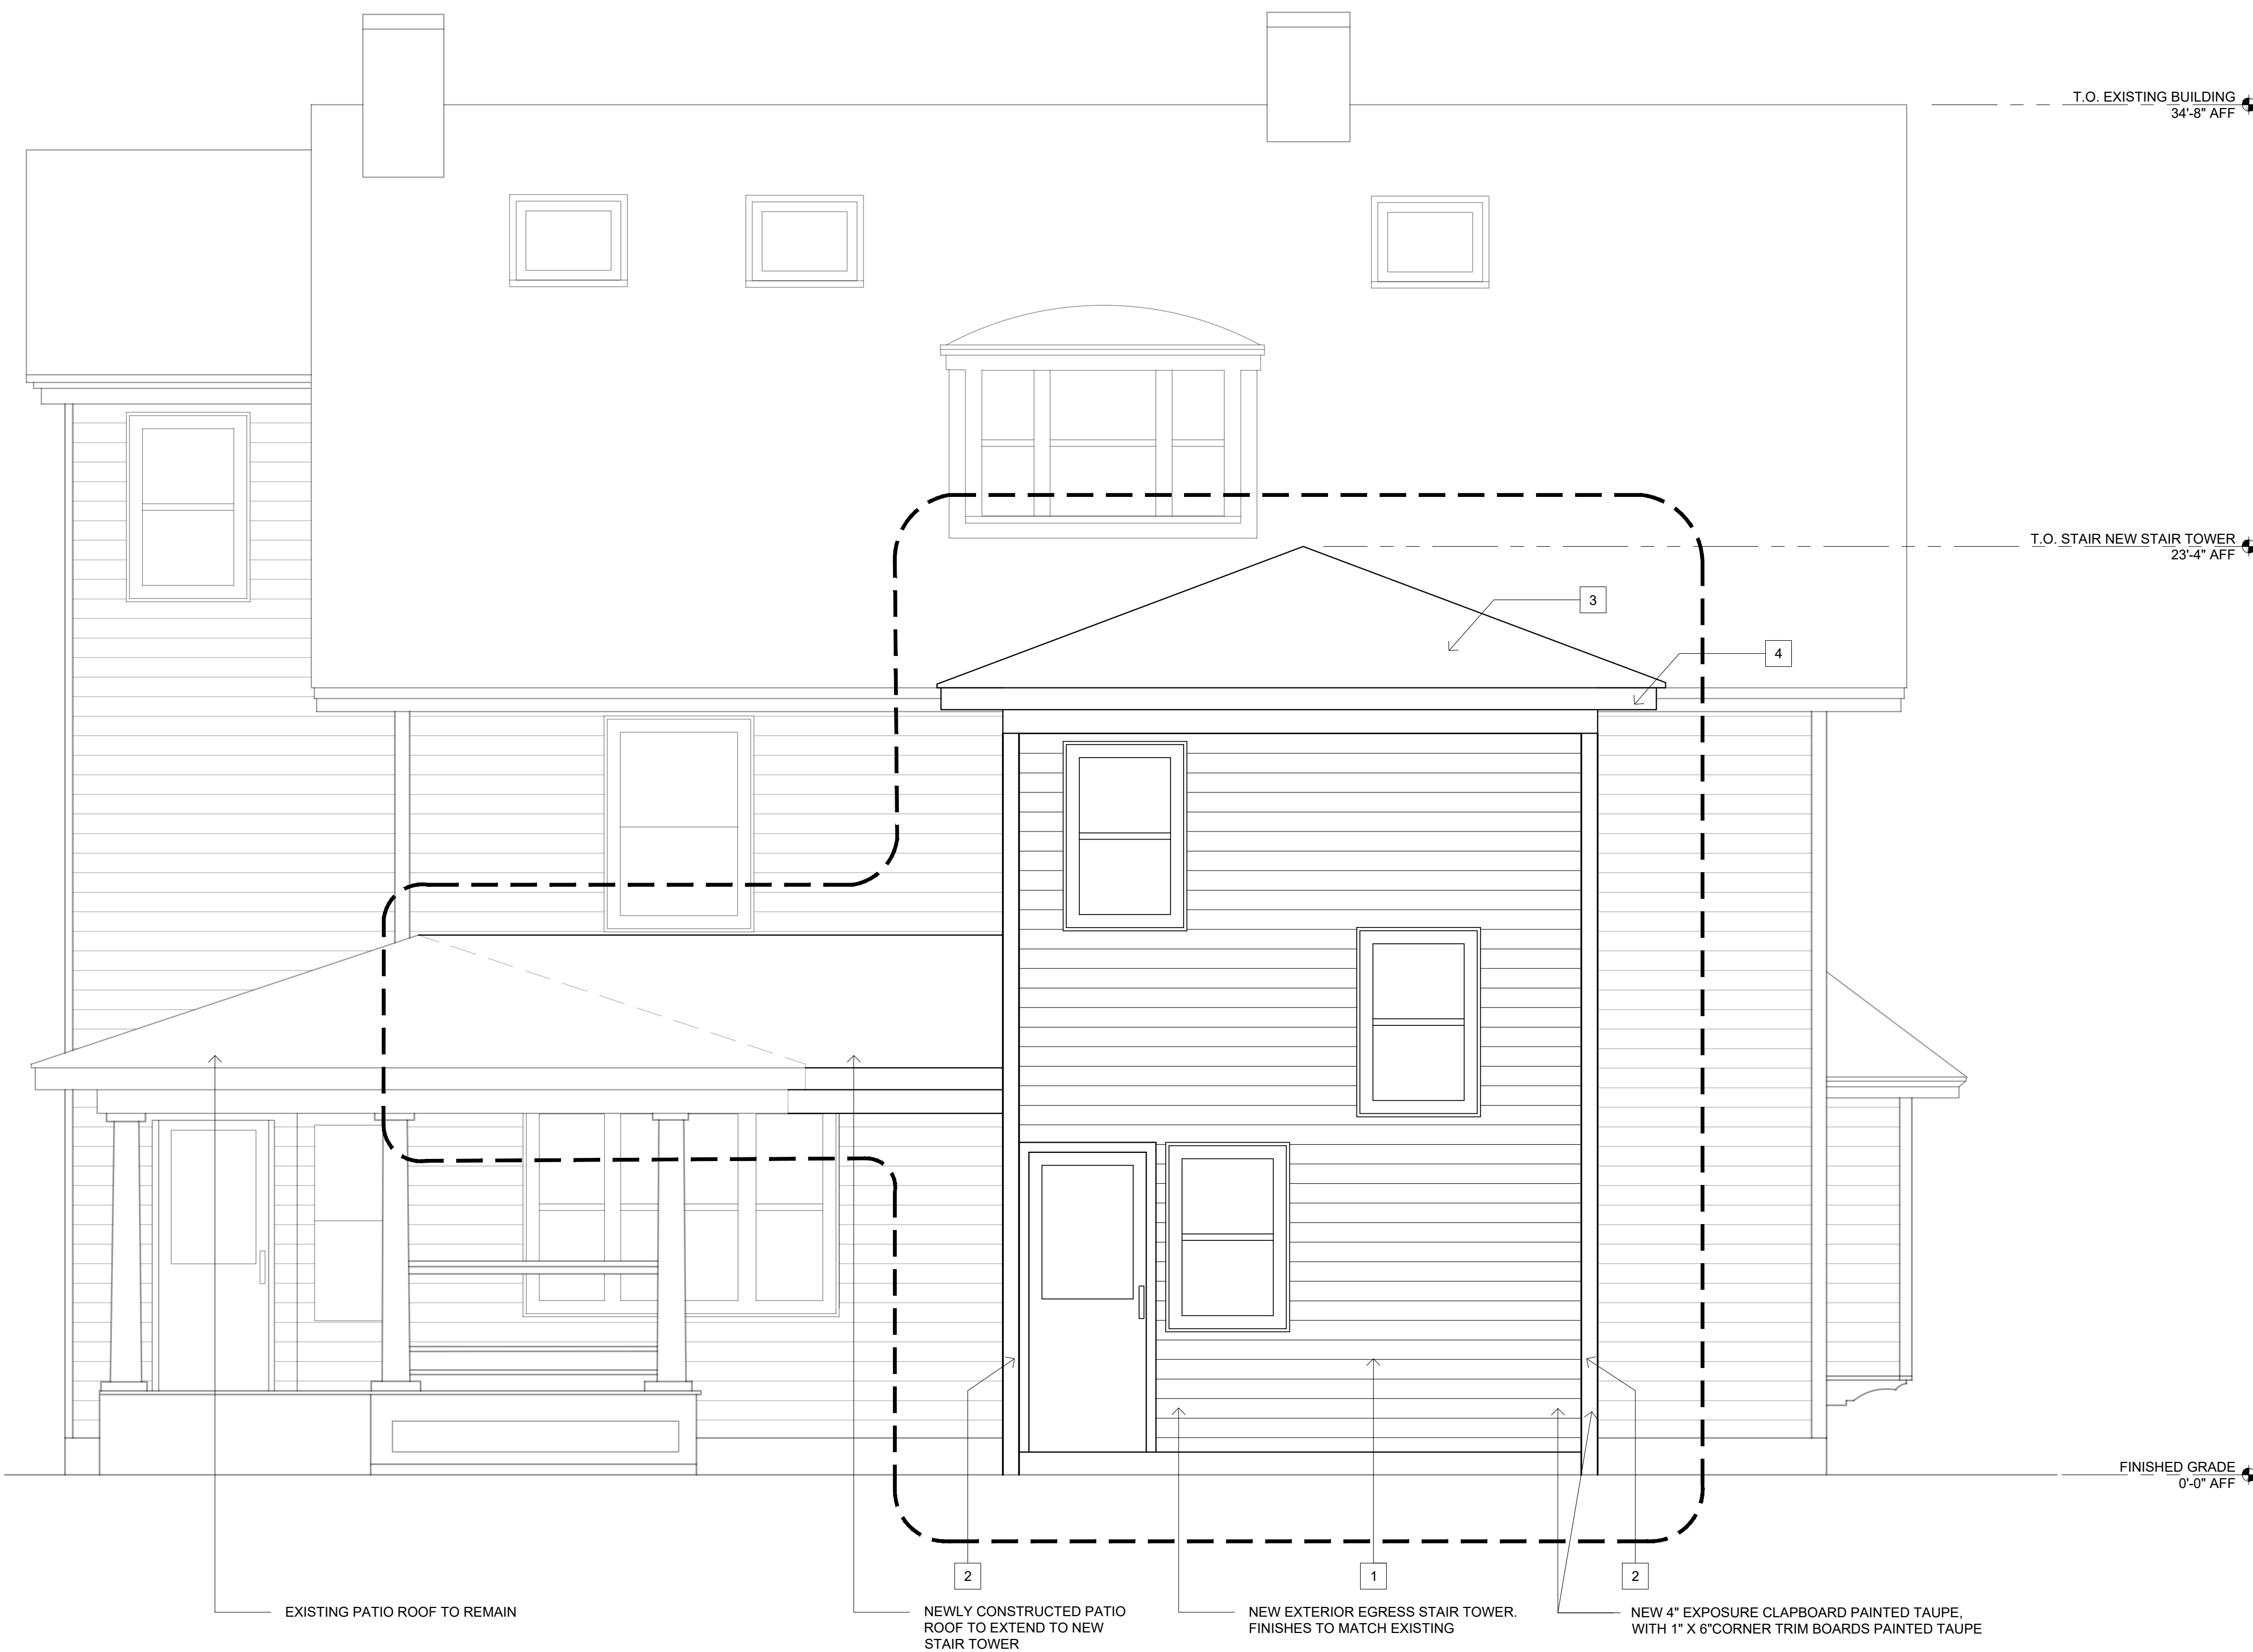 T.O. EXISTING BUILDING
34'-8" AFF
T.O. STAIR NEW STAIR TOWER
23'-4" AFF
3
4
FINISHED GRADE
0'-0" AFF
2
1
2
EXISTING PATIO ROOF TO REMAIN
NEWLY CONSTRUCTED PATIO
ROOF TO EXTEND TO NEW
STAIR TOWER
NEW EXTERIOR EGRESS STAIR TOWER.
FINISHES TO MATCH EXISTING
NEW 4" EXPOSURE CLAPBOARD PAINTED TAUPE,
WITH 1" X 6"CORNER TRIM BOARDS PAINTED TAUPE